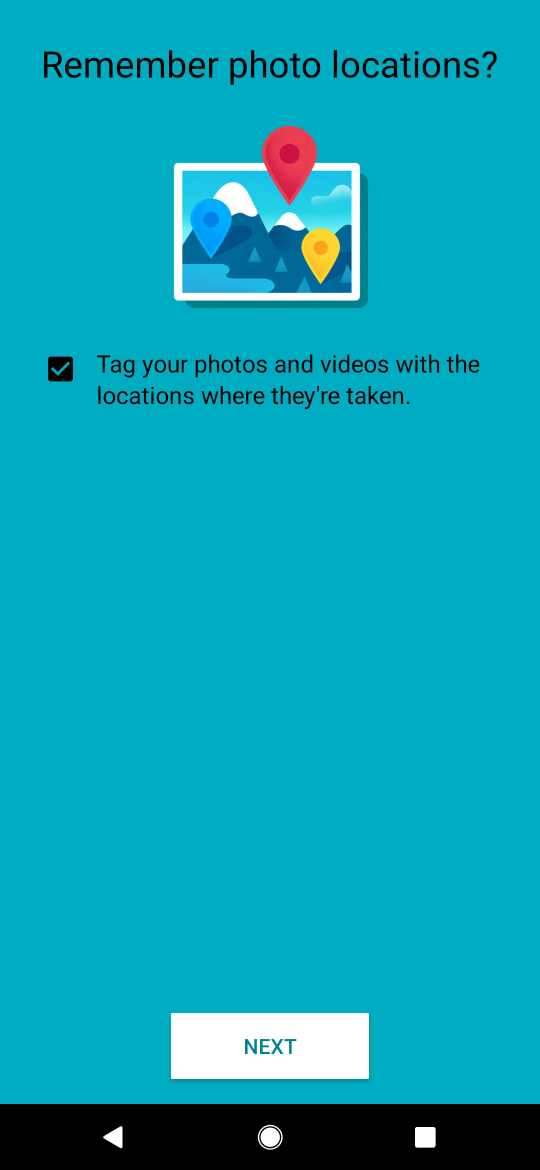 Remember photo locations?
Tag your photos and videos with the
locations where they're taken.
NEXT